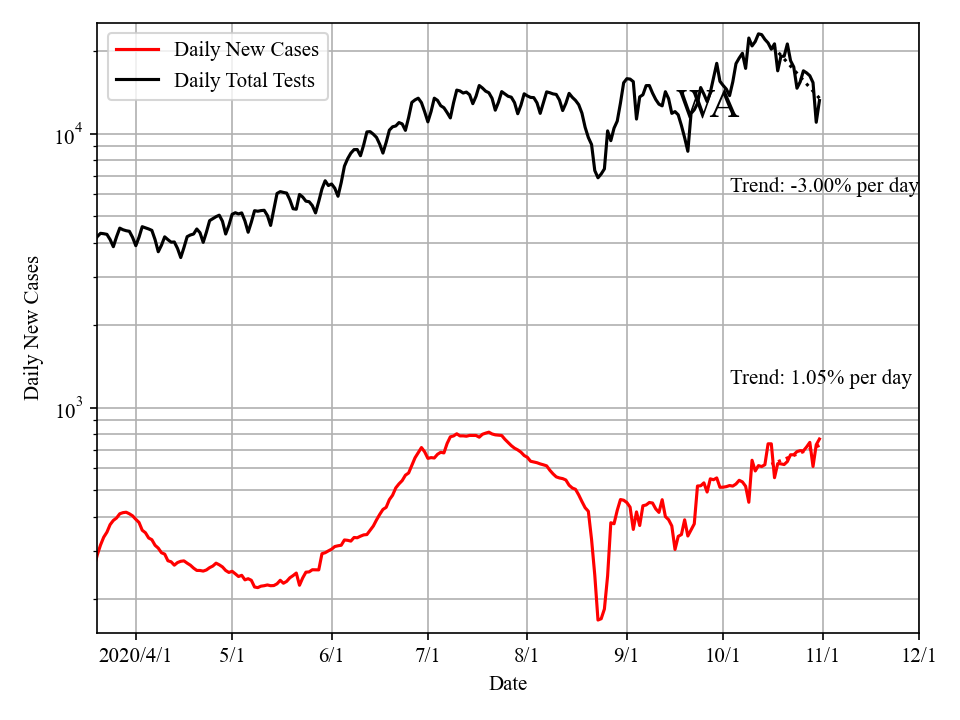 Daily New Cases
Daily Total Tests
WA
10^4
Trend: -3.00% per day
Daily New Cases
Trend: 1.05% per day
10^3
2020/4/1 5/1 6/1 7/1 8/1 9/1 10/1 11/1 12/1
Date